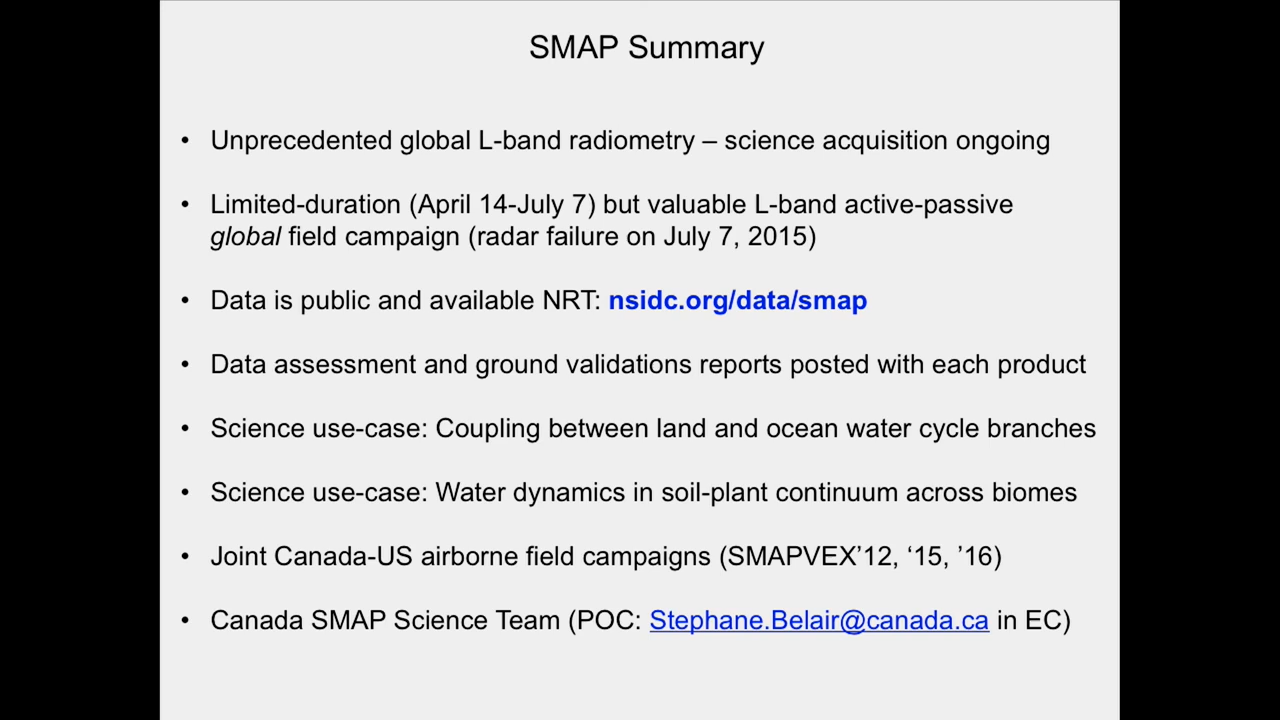 SMAP Summary
• Unprecedented global L-band radiometry – science acquisition ongoing
• Limited-duration (April 14-July 7) but valuable L-band active-passive
global field campaign (radar failure on July 7, 2015)
• Data is public and available NRT: nsidc.org/data/smap
• Data assessment and ground validations reports posted with each product
• Science use-case: Coupling between land and ocean water cycle branches
• Science use-case: Water dynamics in soil-plant continuum across biomes
• Joint Canada-US airborne field campaigns (SMAPVEX’12, ‘15, ’16)
• Canada SMAP Science Team (POC: Stephane.Belair@canada.ca in EC)